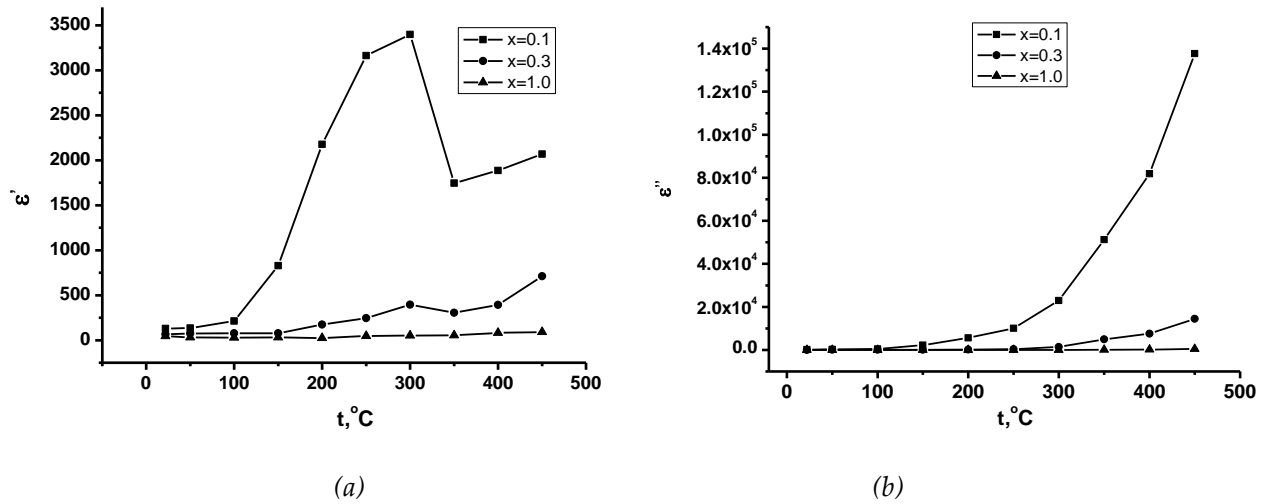 3500
3000
2500
2000
1500
1000
500
0
ε'
x=0.1
x=0.3
x=1.0
0 100 200 300 400 500
t,°C
(a)
1.4x10⁵
1.2x10⁵
1.0x10⁵
8.0x10⁴
6.0x10⁴
4.0x10⁴
2.0x10⁴
0.0
ε''
x=0.1
x=0.3
x=1.0
0 100 200 300 400 500
t,°C
(b)